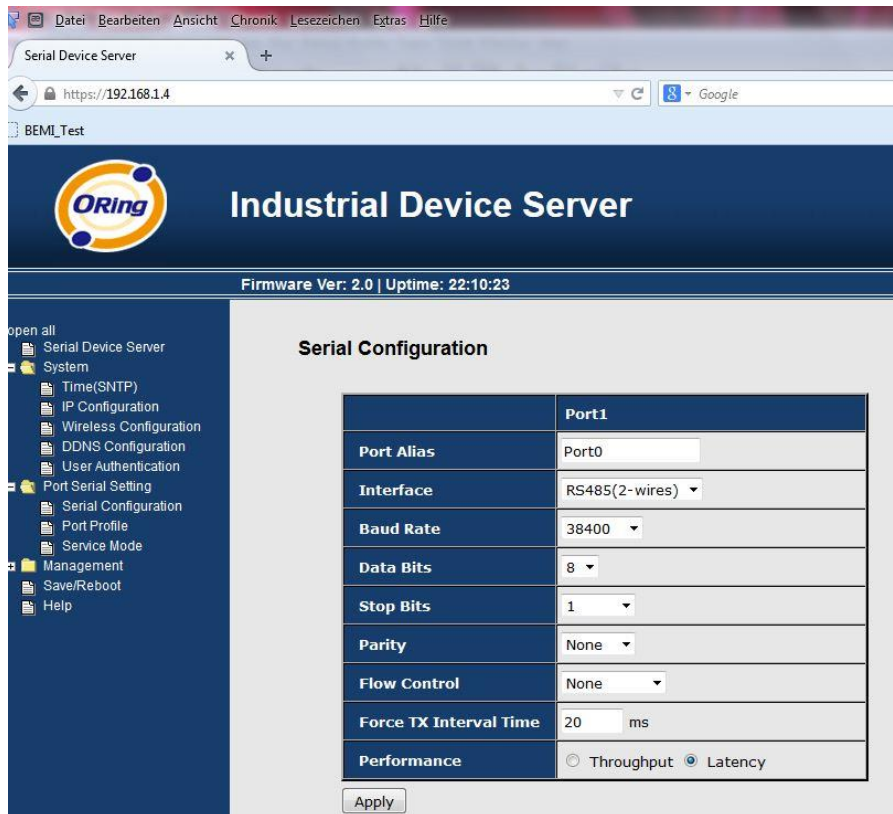 Datei Bearbeiten Ansicht Chronik Lesezeichen Extras Hilfe
Serial Device Server
https://192.168.1.4
Google
BEMI_Test
ORing
Industrial Device Server
Firmware Ver: 2.0 | Uptime: 22:10:23
open all
Serial Device Server
System
Time(SNTP)
IP Configuration
Wireless Configuration
DDNS Configuration
User Authentication
Port Serial Setting
Serial Configuration
Port Profile
Service Mode
Management
Save/Reboot
Help
Serial Configuration
Port1
Port Alias Port0
Interface RS485(2-wires)
Baud Rate 38400
Data Bits 8
Stop Bits 1
Parity None
Flow Control None
Force TX Interval Time 20 ms
Performance Throughput Latency
Apply